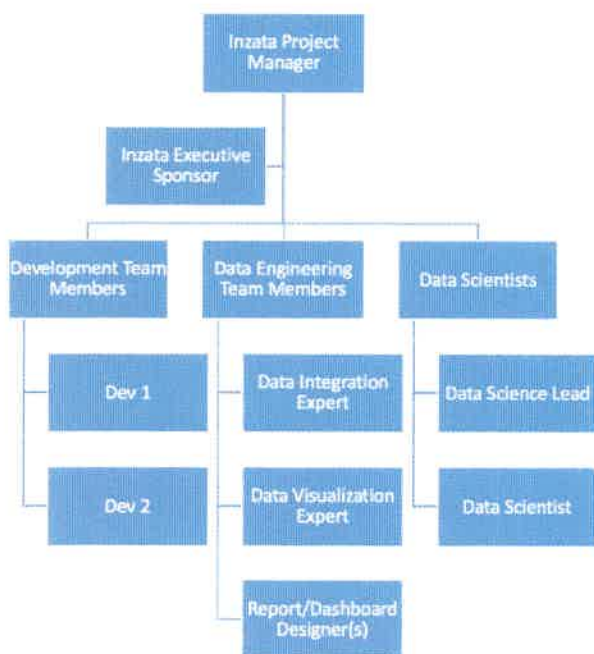 Inzata Project
Manager
Inzata Executive
Sponsor
Development Team
Members
Data Engineering
Team Members
Data Scientists
Dev 1
Data Integration
Expert
Data Science Lead
Dev 2
Data Visualization
Expert
Data Scientist
Report/Dashboard
Designer(s)